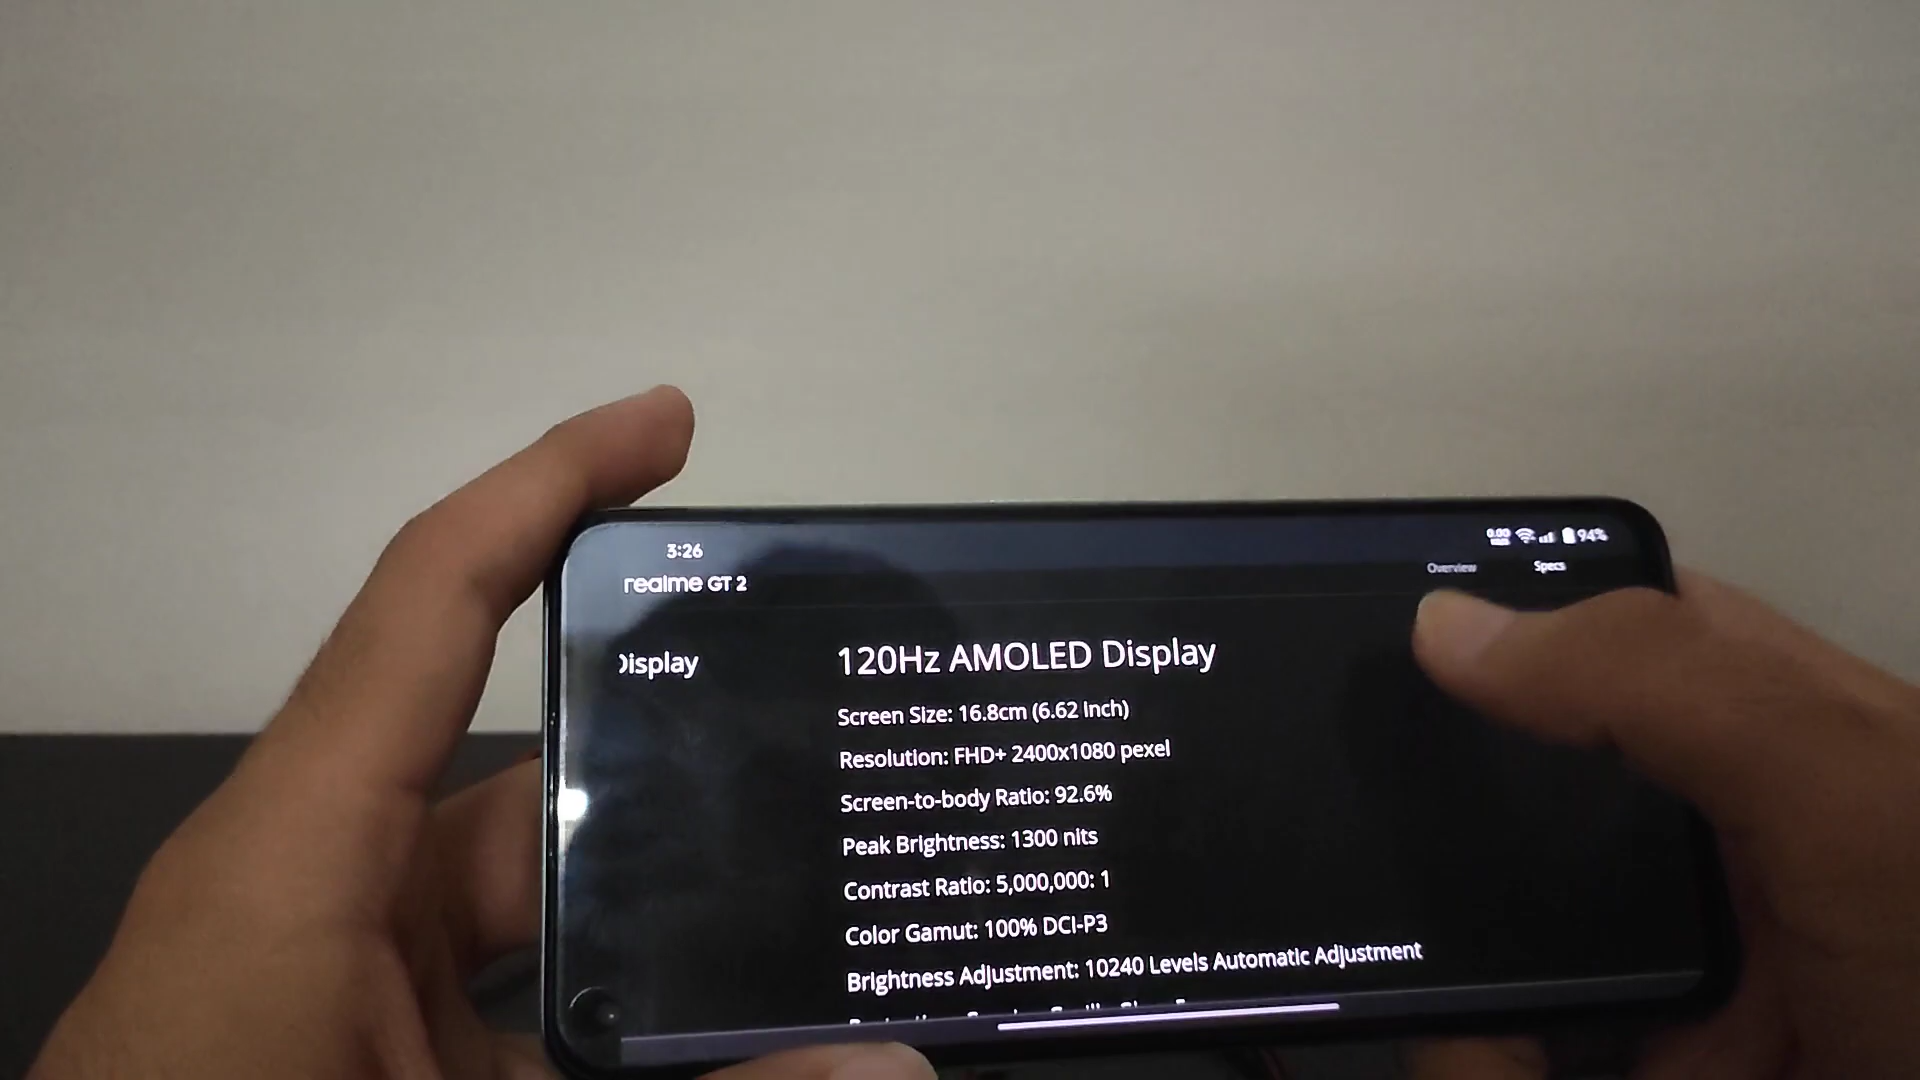 3:26
94%
realme GT 2
Overview
Specs
Display
120Hz AMOLED Display
Screen Size: 16.8cm (6.62 inch)
Resolution: FHD+ 2400x1080 pexel
Screen-to-body Ratio: 92.6%
Peak Brightness: 1300 nits
Contrast Ratio: 5,000,000: 1
Color Gamut: 100% DCI-P3
Brightness Adjustment: 10240 Levels Automatic Adjustment